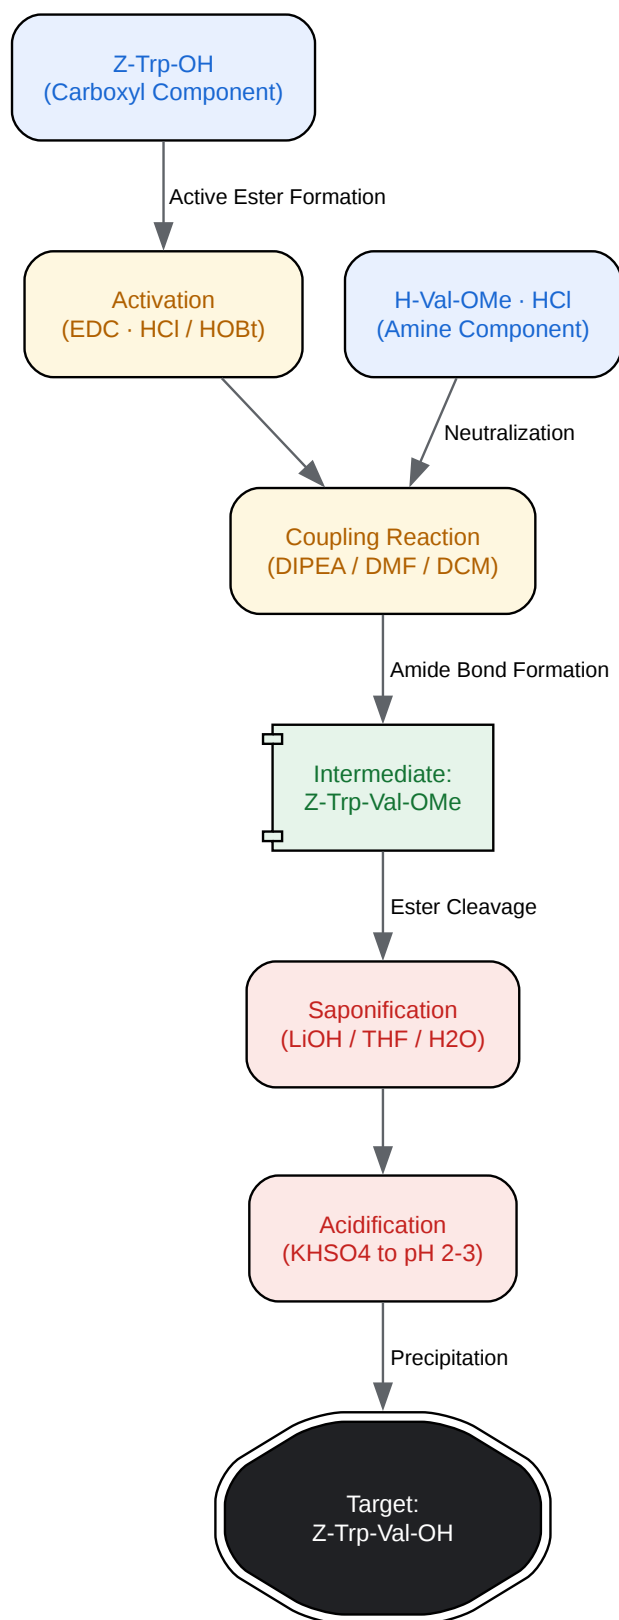 Z-Trp-OH
(Carboxyl Component)
Active Ester Formation
Activation
(EDC · HCl / HOBt)
H-Val-OMe · HCl
(Amine Component)
Neutralization
Coupling Reaction
(DIPEA / DMF / DCM)
Amide Bond Formation
Intermediate:
Z-Trp-Val-OMe
Ester Cleavage
Saponification
(LiOH / THF / H2O)
Acidification
(KHSO4 to pH 2-3)
Precipitation
Target:
Z-Trp-Val-OH